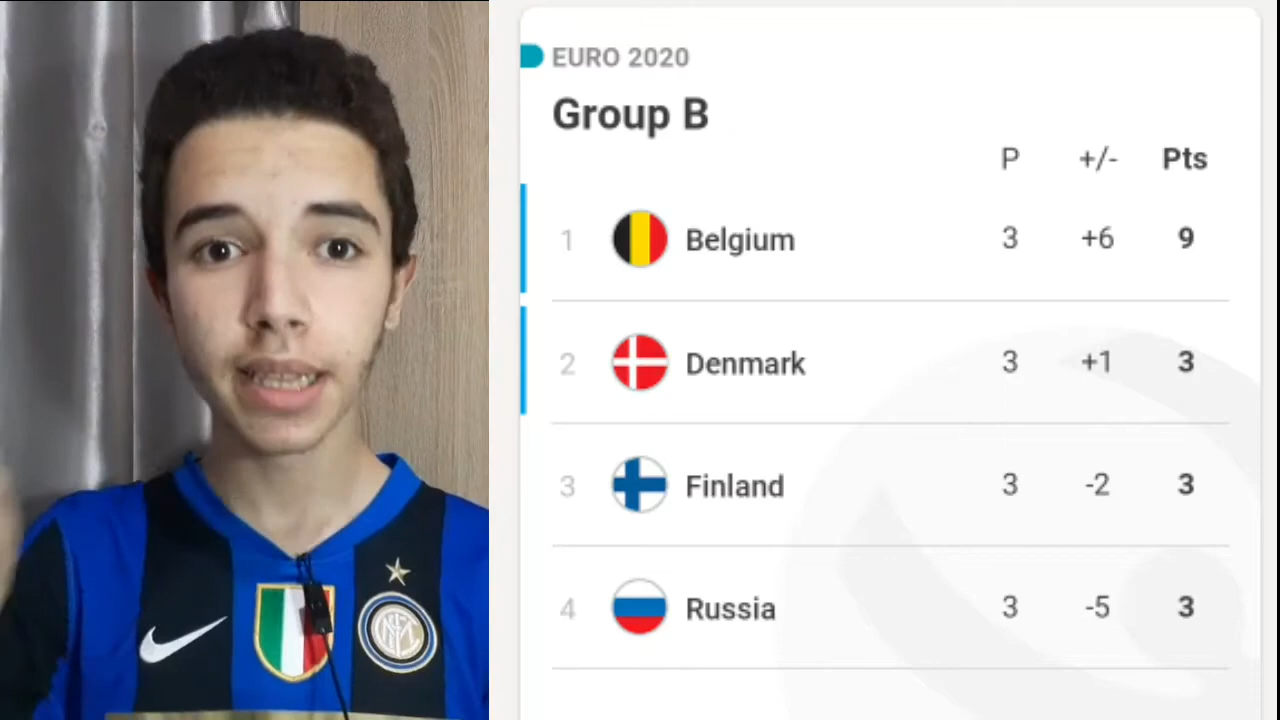 EURO 2020
Group B
P +/- Pts
1 Belgium 3 +6 9
2 Denmark 3 +1 3
3 Finland 3 -2 3
4 Russia 3 -5 3